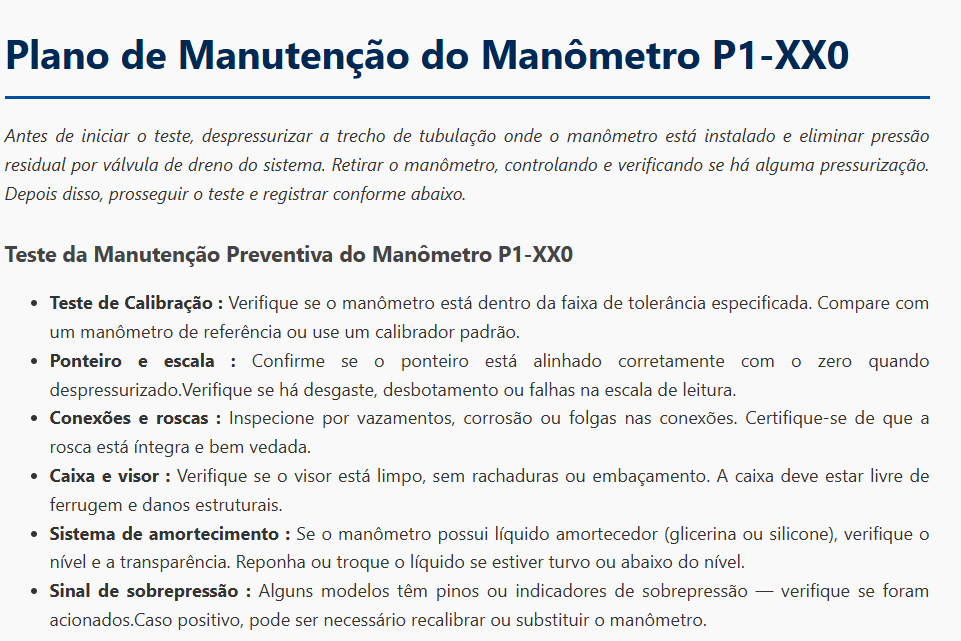 Plano de Manutenção do Manômetro P1-XX0
Antes de iniciar o teste, despressurizar a trecho de tubulação onde o manômetro está instalado e eliminar pressão
residual por válvula de dreno do sistema. Retirar o manômetro, controlando e verificando se há alguma pressurização.
Depois disso, prosseguir o teste e registrar conforme abaixo.
Teste da Manutenção Preventiva do Manômetro P1-XX0
• Teste de Calibração : Verifique se o manômetro está dentro da faixa de tolerância especificada. Compare com
um manômetro de referência ou use um calibrador padrão.
• Ponteiro e escala : Confirme se o ponteiro está alinhado corretamente com o zero quando
despressurizado.Verifique se há desgaste, desbotamento ou falhas na escala de leitura.
• Conexões e roscas : Inspecione por vazamentos, corrosão ou folgas nas conexões. Certifique-se de que a
rosca está íntegra e bem vedada.
• Caixa e visor : Verifique se o visor está limpo, sem rachaduras ou embaçamento. A caixa deve estar livre de
ferrugem e danos estruturais.
• Sistema de amortecimento : Se o manômetro possui líquido amortecedor (glicerina ou silicone), verifique o
nível e a transparência. Reponha ou troque o líquido se estiver turvo ou abaixo do nível.
• Sinal de sobrepressão : Alguns modelos têm pinos ou indicadores de sobrepressão — verifique se foram
acionados.Caso positivo, pode ser necessário recalibrar ou substituir o manômetro.